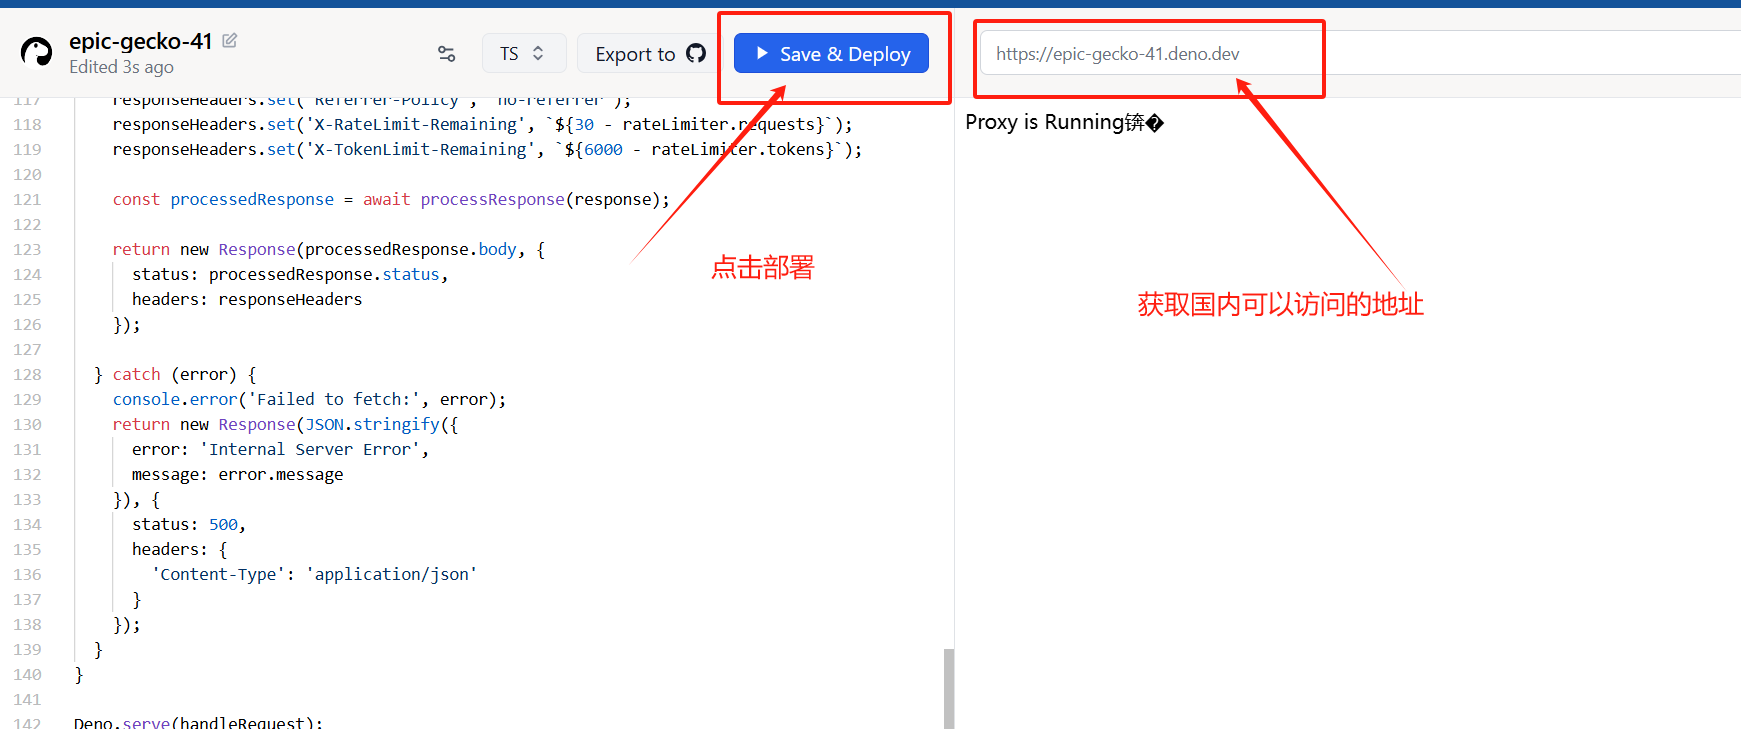 epic-gecko-41
Edited 3s ago
TS
Export to
Save & Deploy
https://epic-gecko-41.deno.dev
117 responseHeaders.set('Referrer-Policy', 'no-referrer');
118 responseHeaders.set('X-RateLimit-Remaining', `${30 - rateLimiter.requests}`);
119 responseHeaders.set('X-TokenLimit-Remaining', `${6000 - rateLimiter.tokens}`);
120
121 const processedResponse = await processResponse(response);
122
123 return new Response(processedResponse.body, {
124 status: processedResponse.status,
125 headers: responseHeaders
126 });
127
128 } catch (error) {
129 console.error('Failed to fetch:', error);
130 return new Response(JSON.stringify({
131 error: 'Internal Server Error',
132 message: error.message
133 }), {
134 status: 500,
135 headers: {
136 'Content-Type': 'application/json'
137 }
138 });
139 }
140 }
141
142 Deno.serve(handleRequest);
点击部署
Proxy is Running锛�
获取国内可以访问的地址